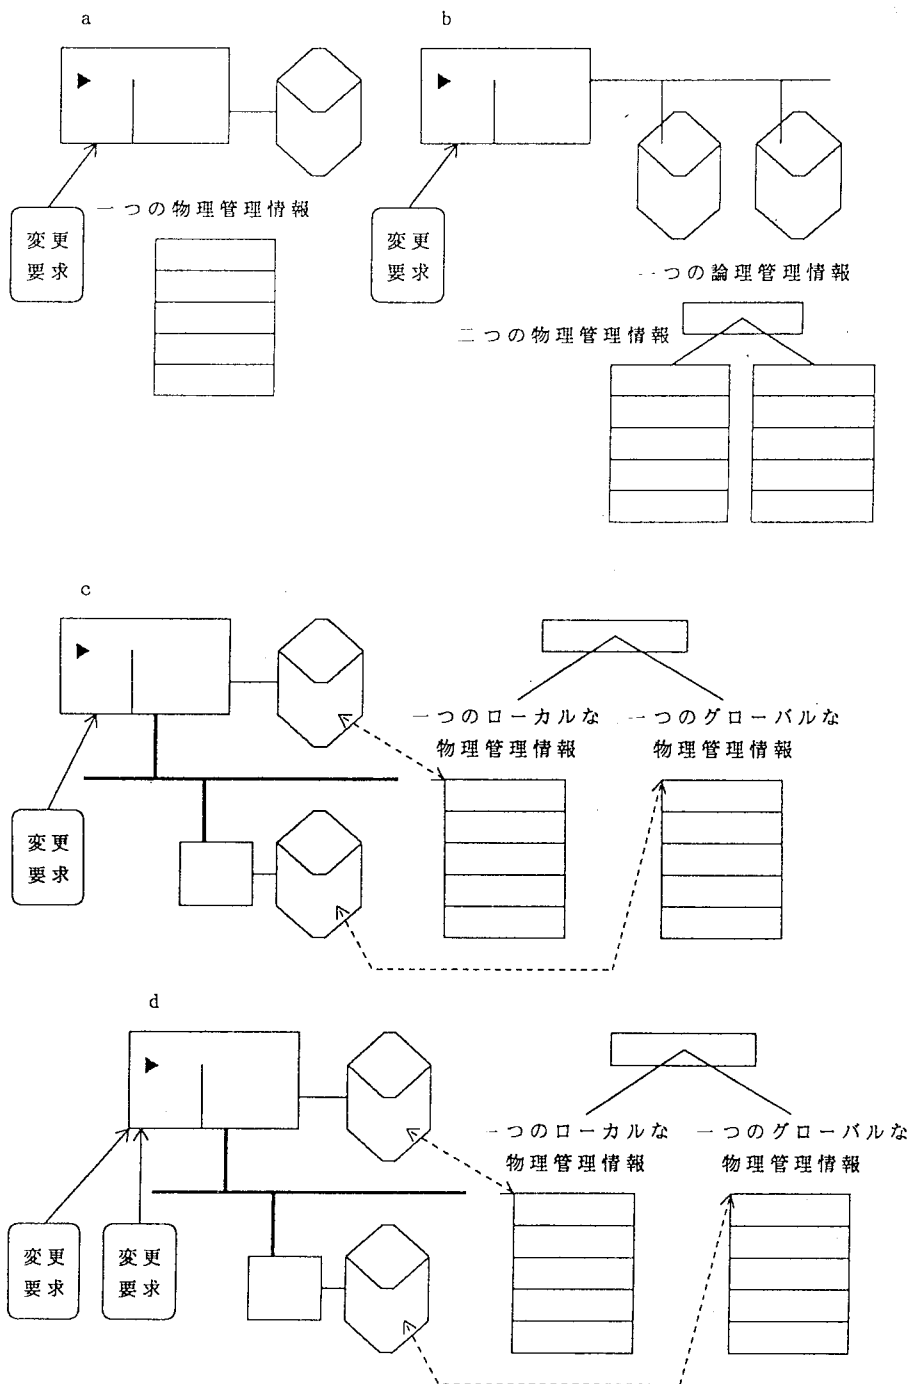 a
b
変更
要求
一つの物理管理情報
変更
要求
一つの論理管理情報
二つの物理管理情報
c
変更
要求
一つのローカルな
物理管理情報
一つのグローバルな
物理管理情報
d
変更
要求
変更
要求
一つのローカルな
物理管理情報
一つのグローバルな
物理管理情報